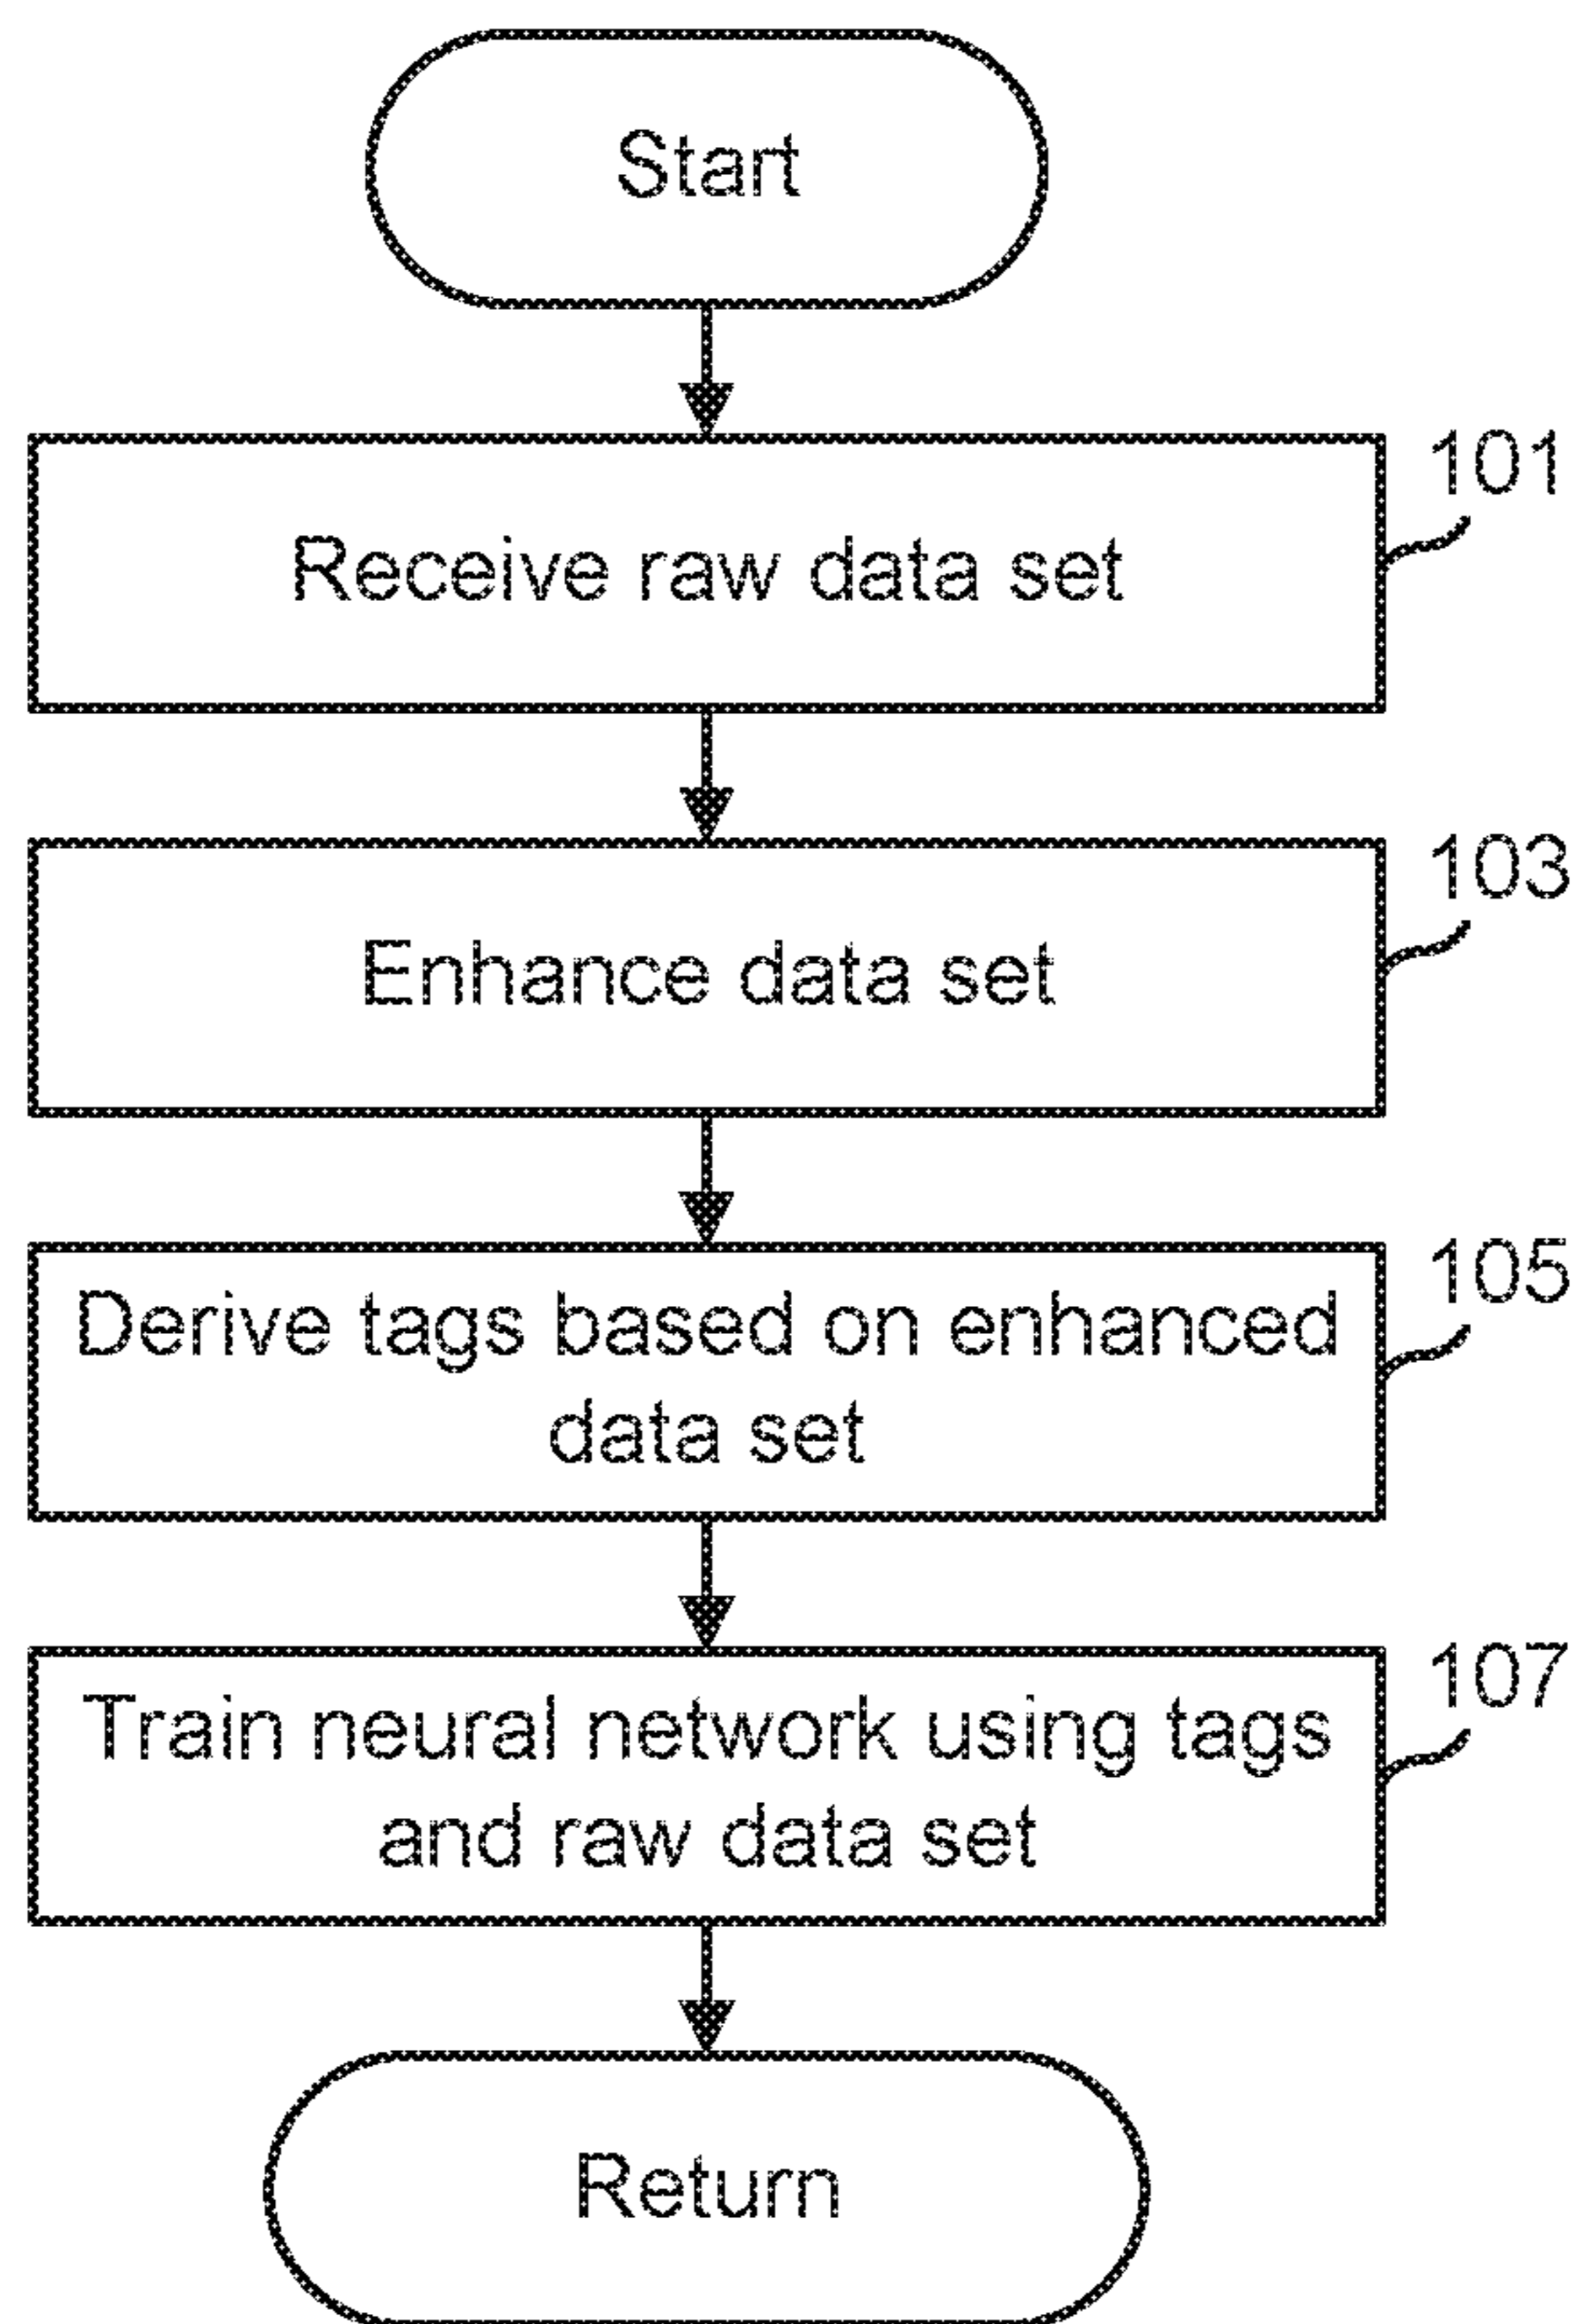 Start
101
Receive raw data set
103
Enhance data set
105
Derive tags based on enhanced
data set
107
Train neural network using tags
and raw data set
Return